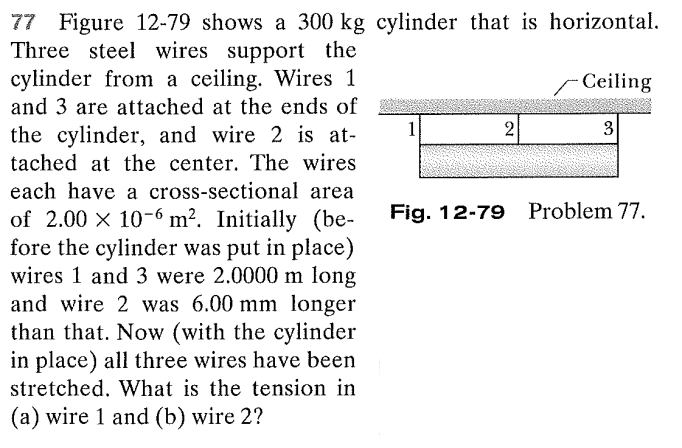 77 Figure 12-79 shows a 300 kg cylinder that is horizontal.
Three steel wires support the
cylinder from a ceiling. Wires 1
and 3 are attached at the ends of
the cylinder, and wire 2 is at-
tached at the center. The wires
each have a cross-sectional area
of 2.00 × 10⁻⁶ m². Initially (be-
fore the cylinder was put in place)
wires 1 and 3 were 2.0000 m long
and wire 2 was 6.00 mm longer
than that. Now (with the cylinder
in place) all three wires have been
stretched. What is the tension in
(a) wire 1 and (b) wire 2?
Ceiling
1 2 3
Fig. 12-79 Problem 77.